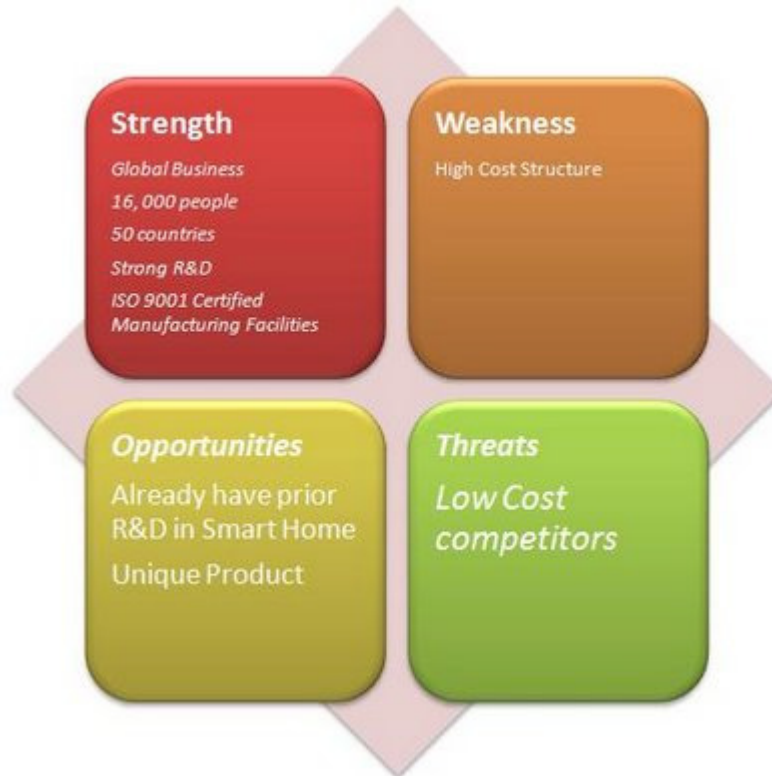 Strength
Global Business
16, 000 people
50 countries
Strong R&D
ISO 9001 Certified
Manufacturing Facilities
Weakness
High Cost Structure
Opportunities
Already have prior
R&D in Smart Home
Unique Product
Threats
Low Cost
competitors